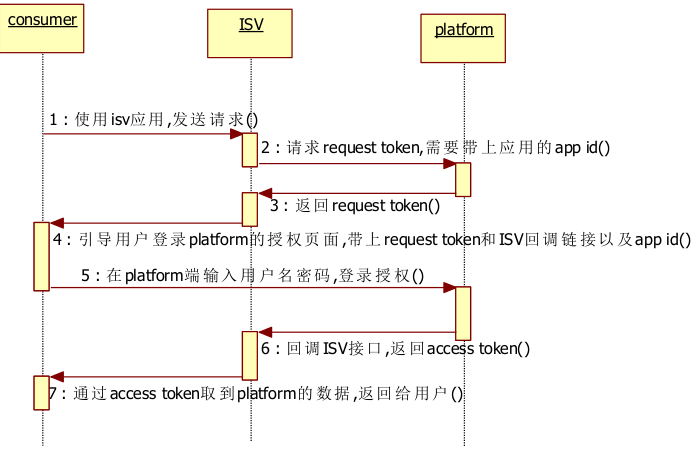 consumer
ISV
platform
1 : 使用isv应用,发送请求()
2 : 请求request token,需要带上应用的app id()
3 : 返回request token()
4 : 引导用户登录platform的授权页面,带上request token和ISV回调链接以及app id()
5 : 在platform端输入用户名密码,登录授权()
6 : 回调ISV接口,返回access token()
7 : 通过access token取到platform的数据,返回给用户()